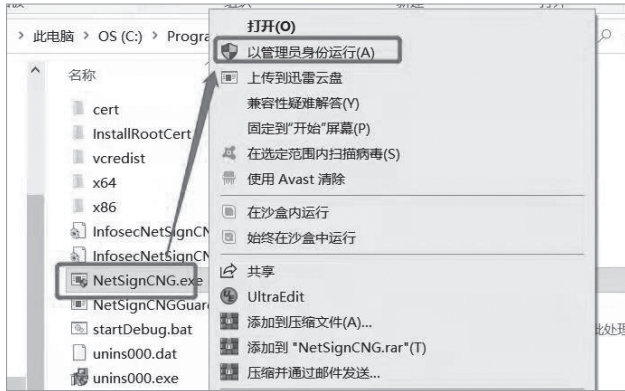 此电脑 > OS (C:) > Progra
打开(O)
以管理员身份运行(A)
上传到迅雷云盘
兼容性疑难解答(Y)
固定到"开始"屏幕(P)
在选定范围内扫描病毒(S)
使用 Avast 清除
在沙盒内运行
始终在沙盒中运行
共享
UltraEdit
添加到压缩文件(A)...
添加到 "NetSignCNG.rar"(T)
压缩并通过邮件发送...
名称
cert
InstallRootCert
vcredist
x64
x86
InfosecNetSignCN
InfosecNetSignCN
NetSignCNG.exe
NetSignCNGGuar
startDebug.bat
unins000.dat
unins000.exe
此处理